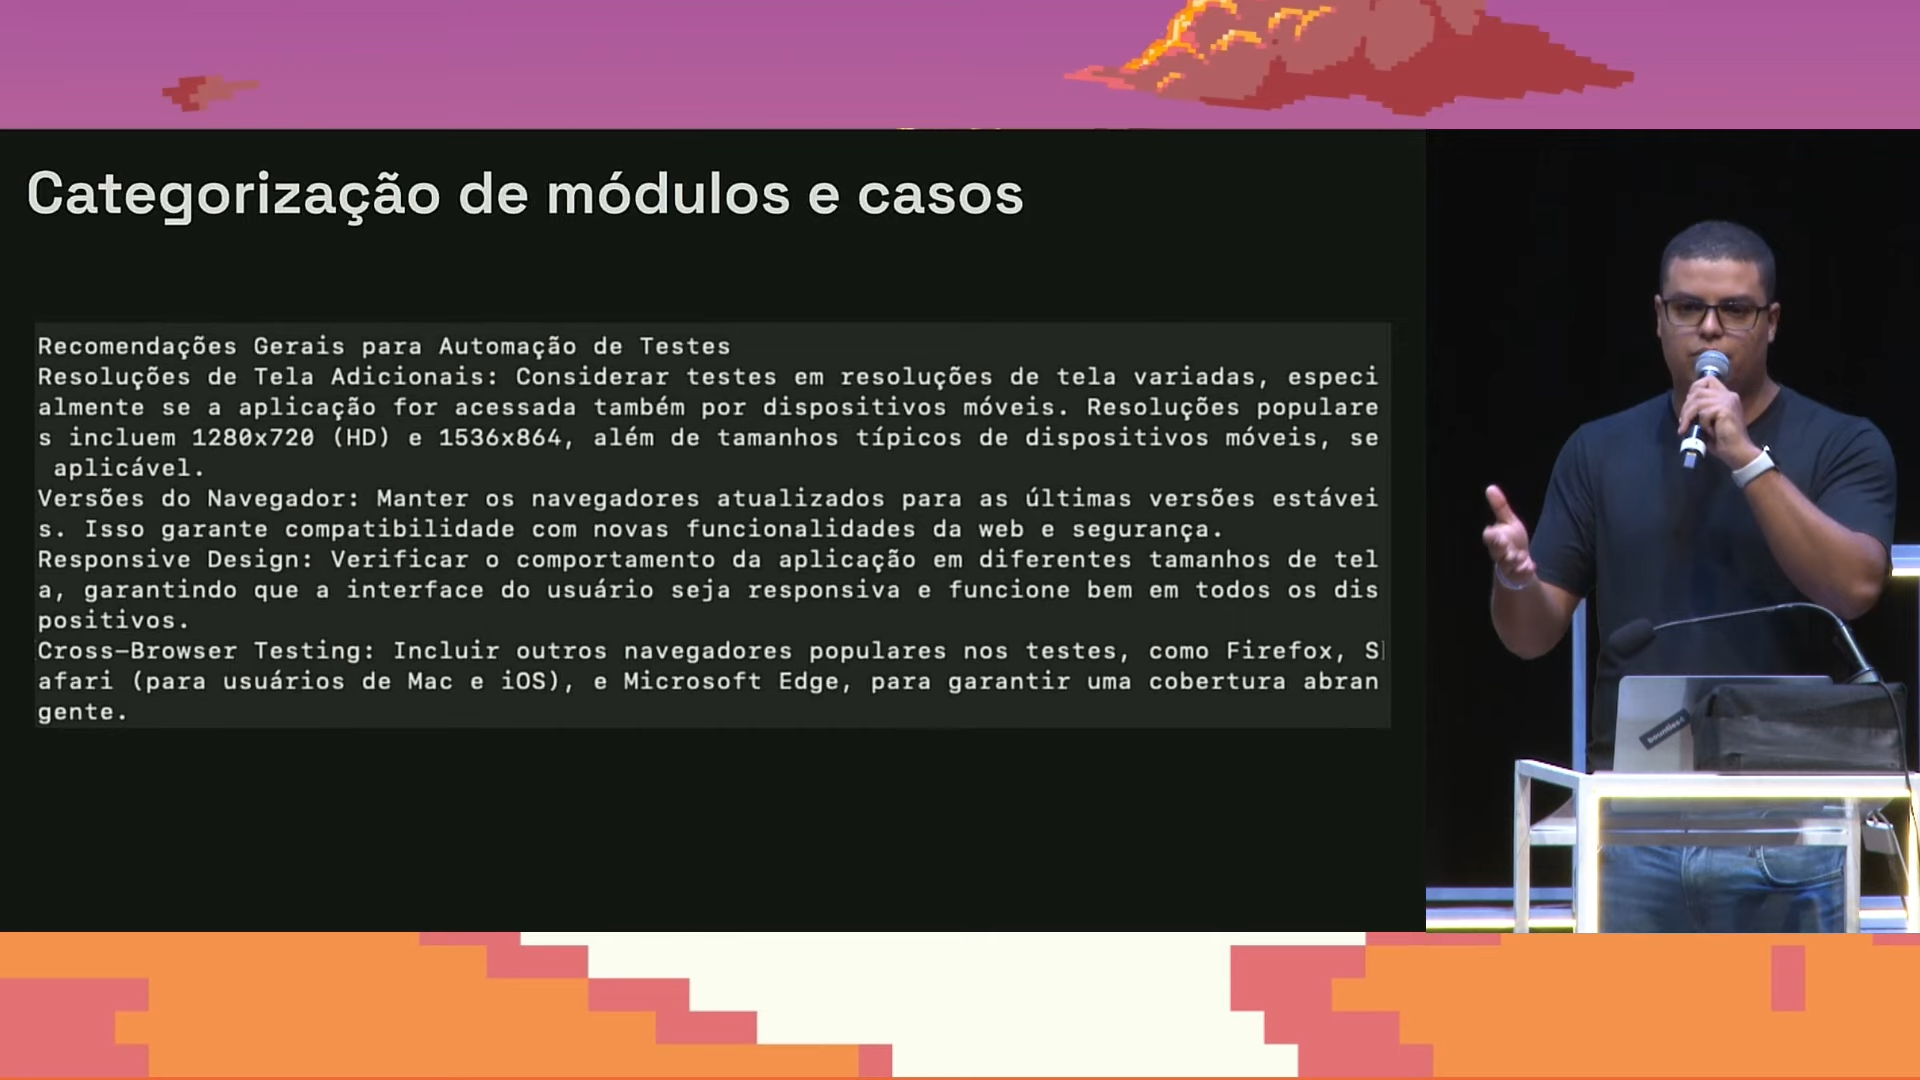 Categorização de módulos e casos
Recomendações Gerais para Automação de Testes
Resoluções de Tela Adicionais: Considerar testes em resoluções de tela variadas, especi
almente se a aplicação for acessada também por dispositivos móveis. Resoluções populare
s incluem 1280x720 (HD) e 1536x864, além de tamanhos típicos de dispositivos móveis, se
aplicável.
Versões do Navegador: Manter os navegadores atualizados para as últimas versões estávei
s. Isso garante compatibilidade com novas funcionalidades da web e segurança.
Responsive Design: Verificar o comportamento da aplicação em diferentes tamanhos de tel
a, garantindo que a interface do usuário seja responsiva e funcione bem em todos os dis
positivos.
Cross-Browser Testing: Incluir outros navegadores populares nos testes, como Firefox, S
afari (para usuários de Mac e iOS), e Microsoft Edge, para garantir uma cobertura abran
gente.